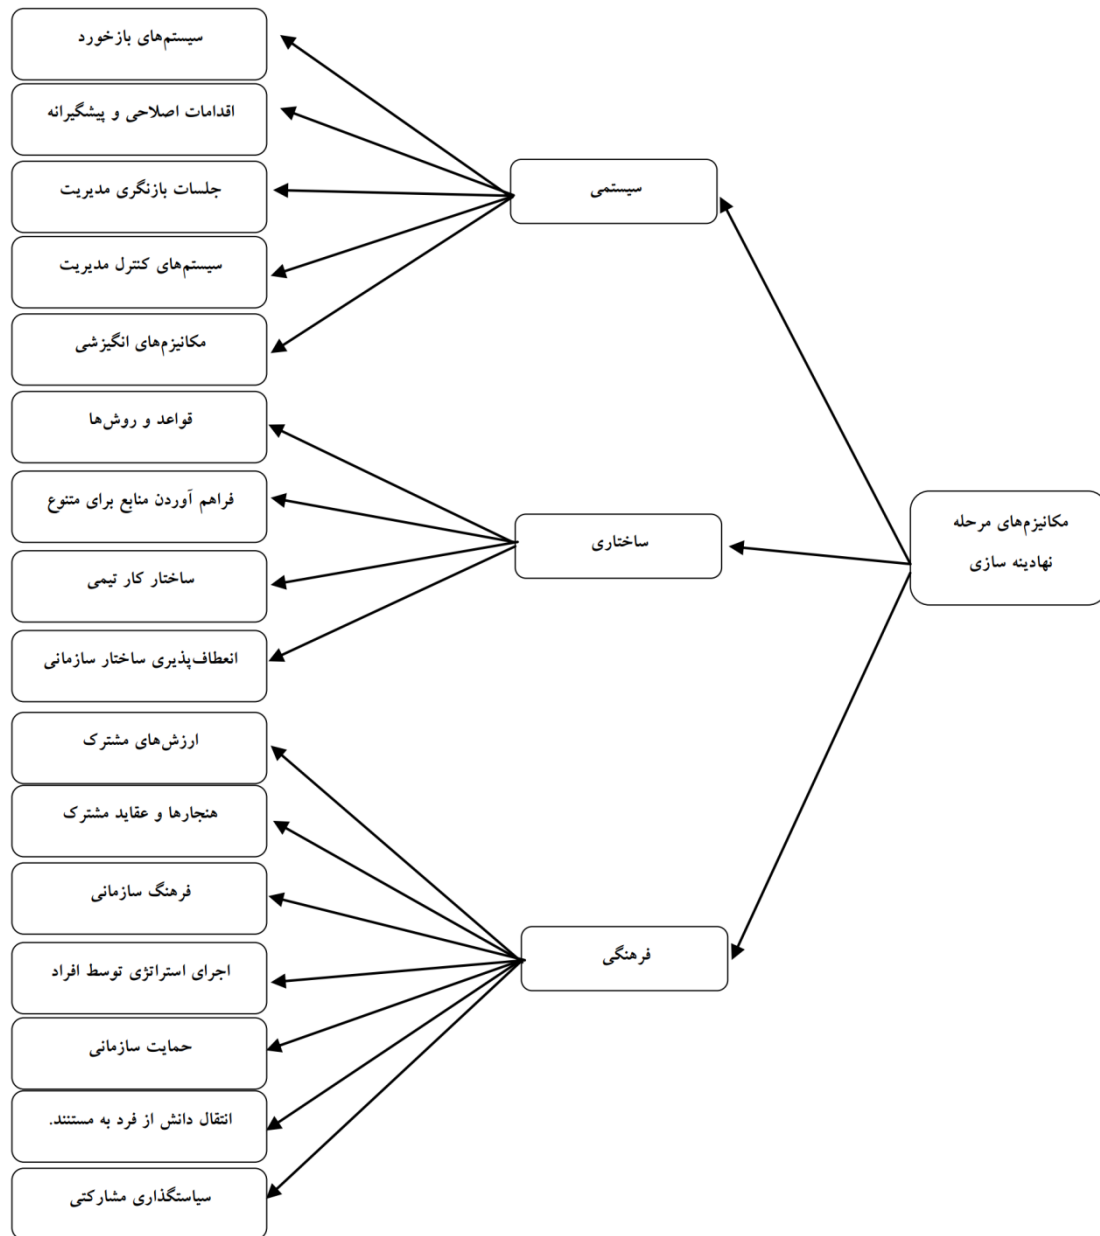 مکانیزم‌های مرحله
نهادینه سازی
سیستمی
سیستم‌های بازخورد
اقدامات اصلاحی و پیشگیرانه
جلسات بازنگری مدیریت
سیستم‌های کنترل مدیریت
مکانیزم‌های انگیزشی
ساختاری
قواعد و روش‌ها
فراهم آوردن منابع برای متنوع
ساختار کار تیمی
انعطاف‌پذیری ساختار سازمانی
فرهنگی
ارزش‌های مشترک
هنجارها و عقاید مشترک
فرهنگ سازمانی
اجرای استراتژی توسط افراد
حمایت سازمانی
انتقال دانش از فرد به مستنند.
سیاستگذاری مشارکتی